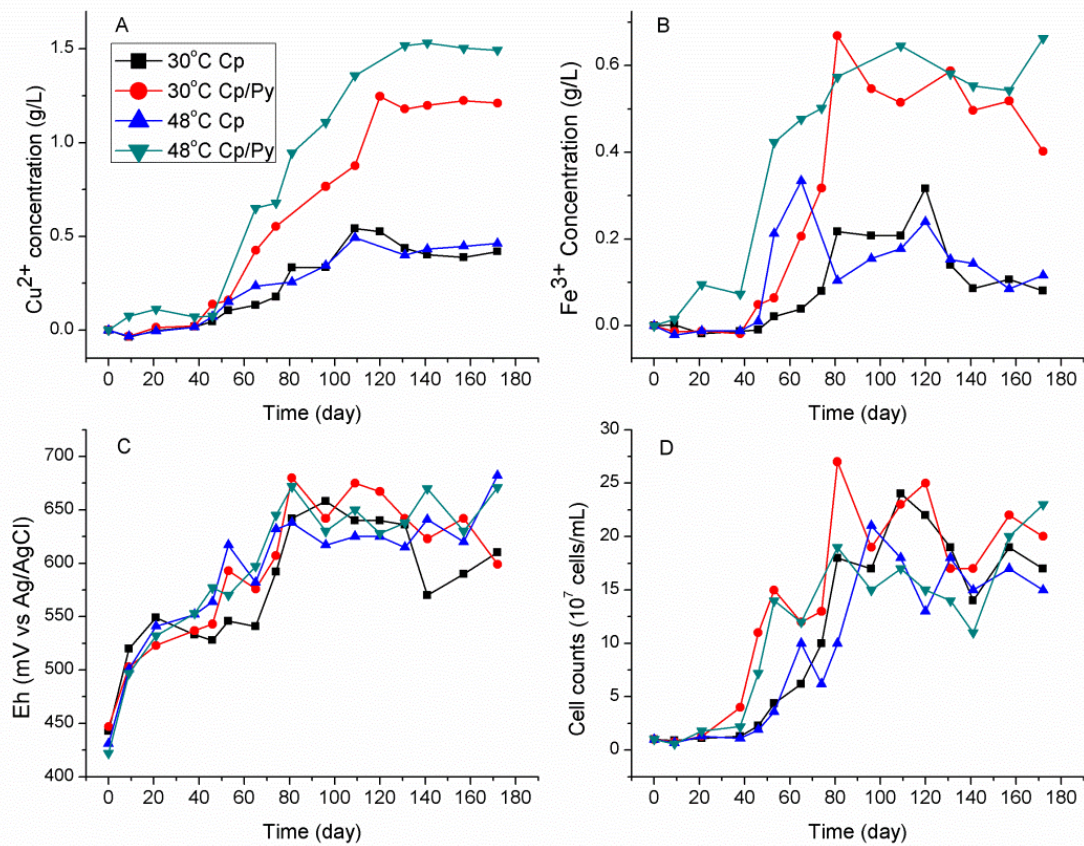 A
30°C Cp
30°C Cp/Py
48°C Cp
48°C Cp/Py
Cu2+ concentration (g/L)
1.5
1.0
0.5
0.0
0 20 40 60 80 100 120 140 160 180
Time (day)
B
Fe3+ Concentration (g/L)
0.6
0.4
0.2
0.0
0 20 40 60 80 100 120 140 160 180
Time (day)
C
Eh (mV vs Ag/AgCl)
700
650
600
550
500
450
400
0 20 40 60 80 100 120 140 160 180
Time (day)
D
Cell counts (10^7 cells/mL)
30
25
20
15
10
5
0
0 20 40 60 80 100 120 140 160 180
Time (day)